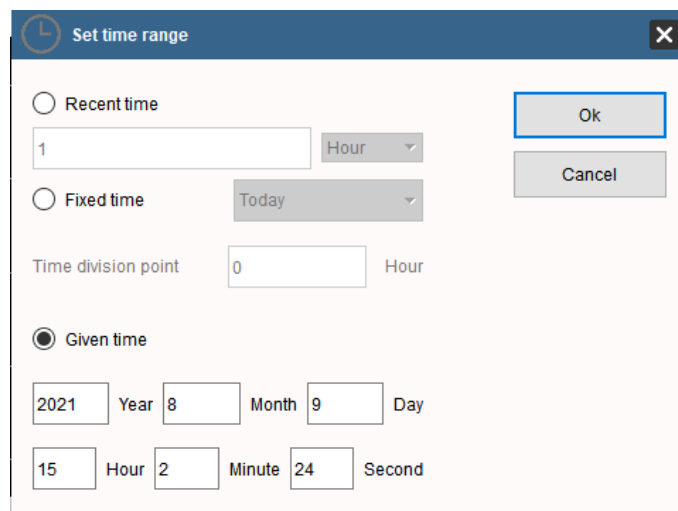 Set time range
Recent time
Ok
1 Hour
Cancel
Fixed time Today
Time division point 0 Hour
Given time
2021 Year 8 Month 9 Day
15 Hour 2 Minute 24 Second